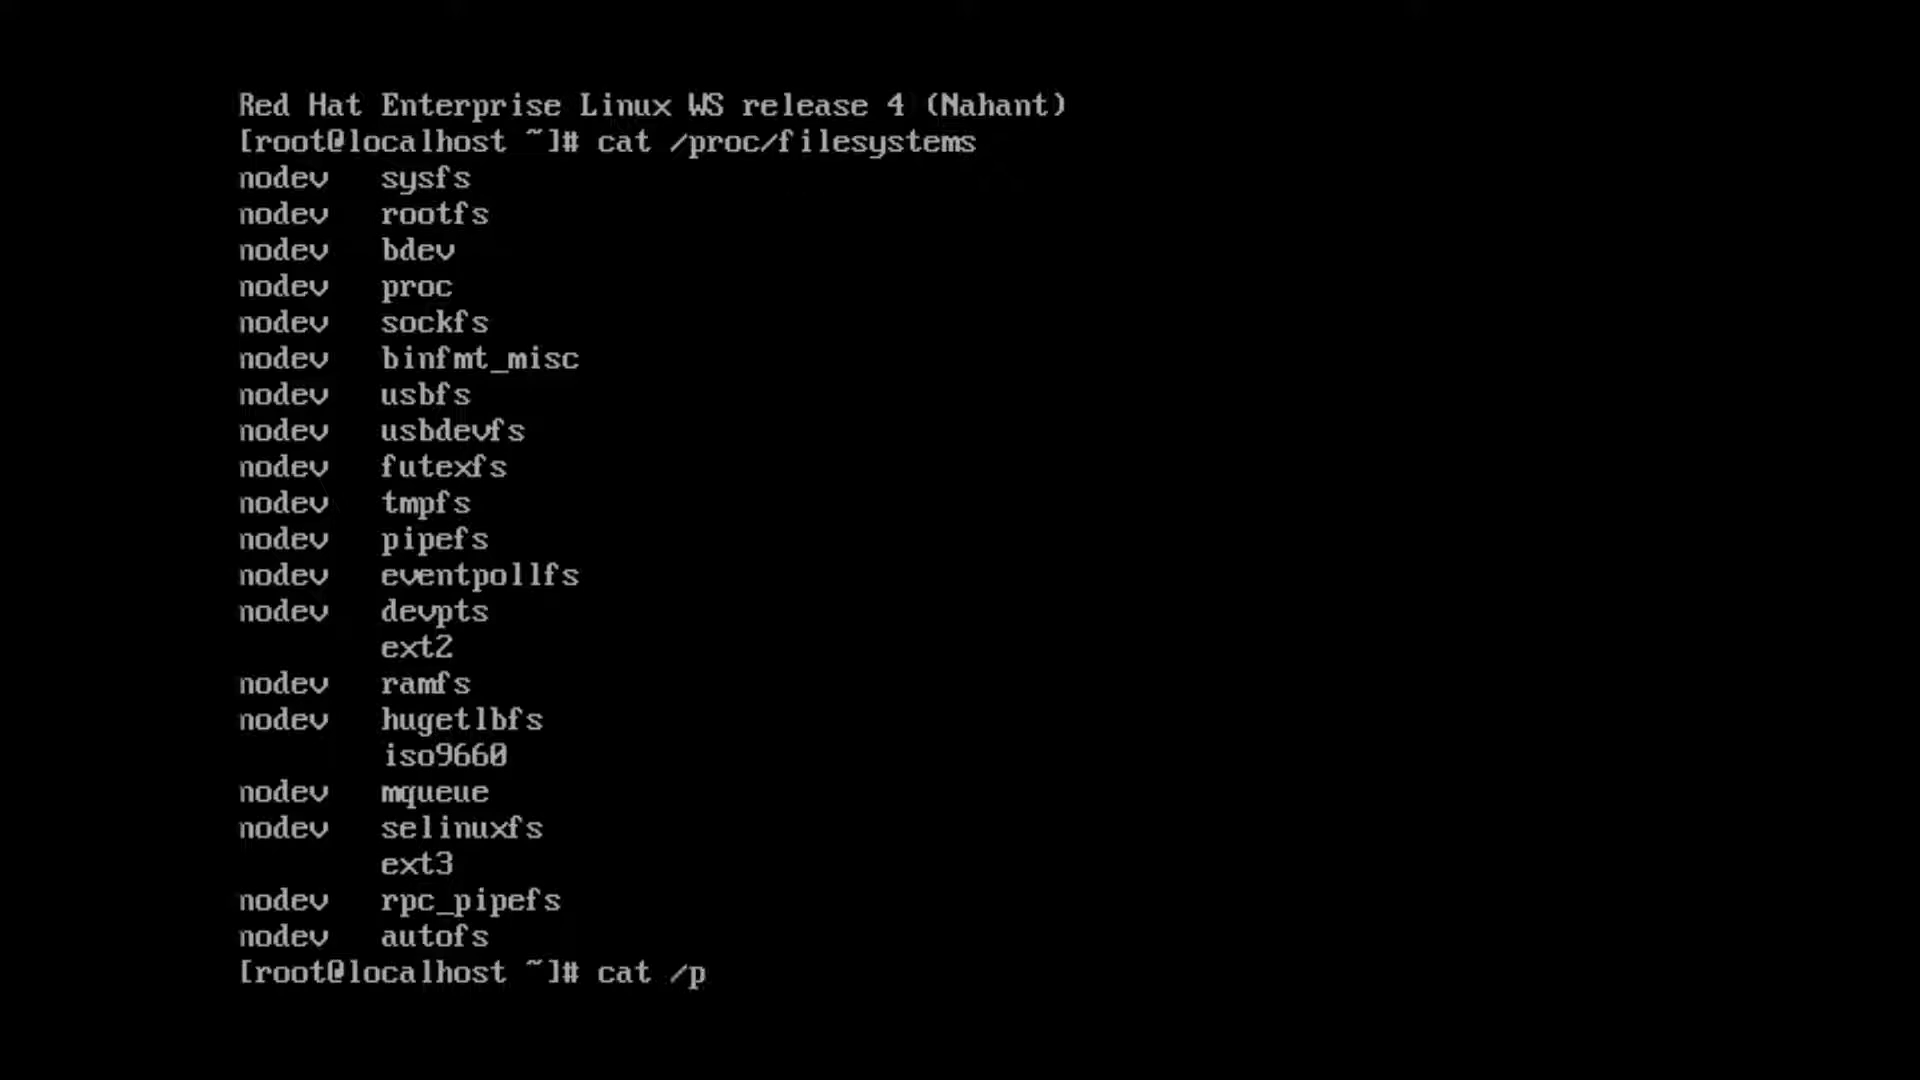 Red Hat Enterprise Linux WS release 4 (Nahant)
[root@localhost ~]# cat /proc/filesystems
nodev   sysfs
nodev   rootfs
nodev   bdev
nodev   proc
nodev   sockfs
nodev   binfmt_misc
nodev   usbfs
nodev   usbdevfs
nodev   futexfs
nodev   tmpfs
nodev   pipefs
nodev   eventpollfs
nodev   devpts
        ext2
nodev   ramfs
nodev   hugetlbfs
        iso9660
nodev   mqueue
nodev   selinuxfs
        ext3
nodev   rpc_pipefs
nodev   autofs
[root@localhost ~]# cat /p